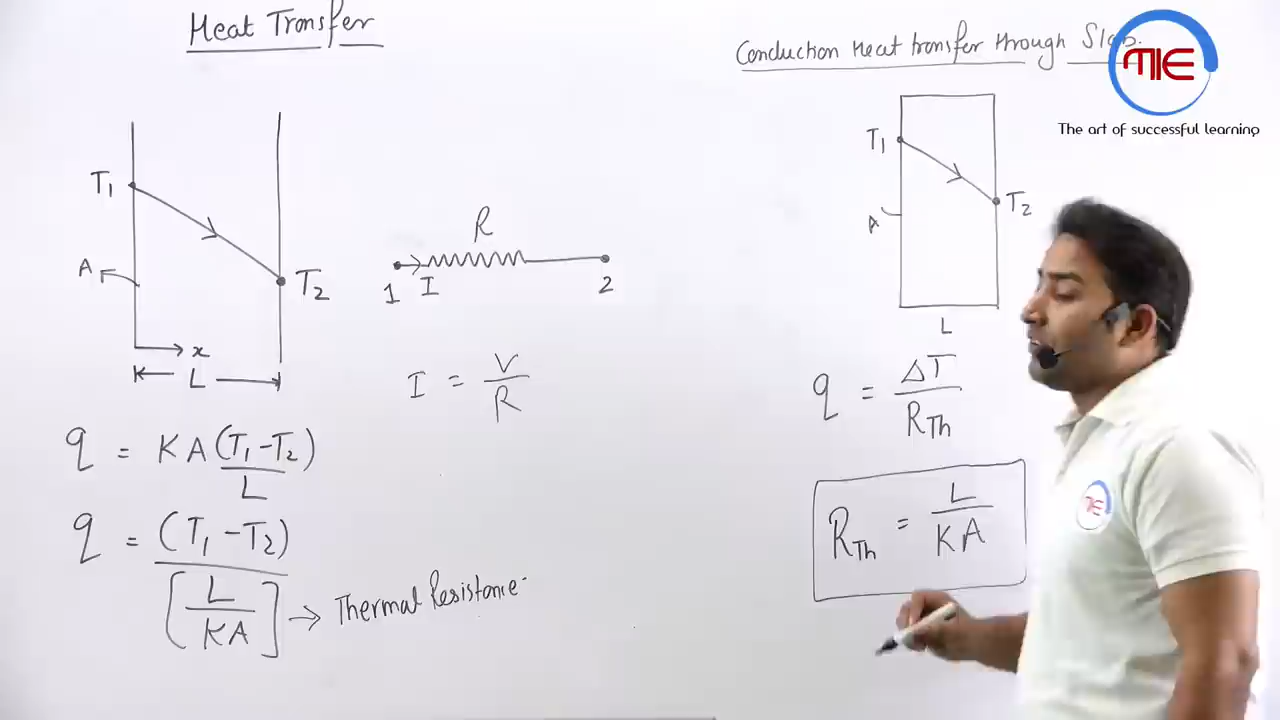 Heat Transfer
T1
A
T2
x
L
R
1 I 2
I = V/R
q = KA(T1-T2)/L
q = (T1-T2)/[L/KA] → Thermal Resistance
Conduction Heat transfer through Slab.
T1
T2
A
L
q = ΔT/RTh
RTh = L/KA
TIE
The art of successful learning